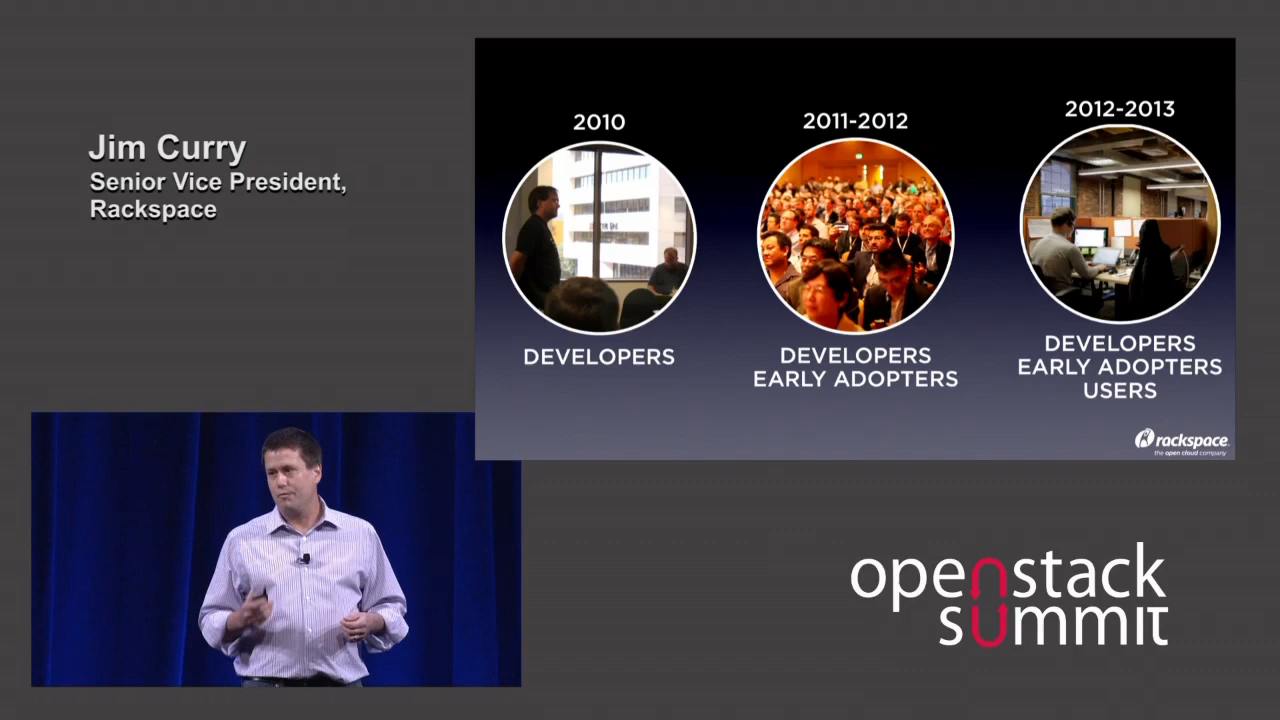 Jim Curry
Senior Vice President,
Rackspace
2010
DEVELOPERS
2011-2012
DEVELOPERS
EARLY ADOPTERS
2012-2013
DEVELOPERS
EARLY ADOPTERS
USERS
rackspace
the open cloud company
openstack
summit